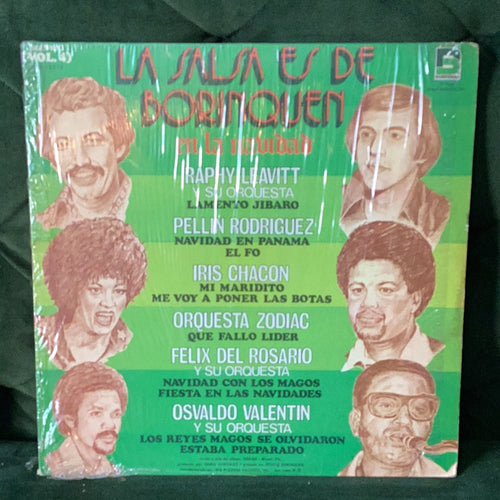 VOL. 4
LA SALSA ES DE
BORINQUEN
en la navidad
RAPHY LEAVITT
Y SU ORQUESTA
LAMENTO JIBARO
PELLIN RODRIGUEZ
NAVIDAD EN PANAMA
EL FO
IRIS CHACON
MI MARIDITO
ME VOY A PONER LAS BOTAS
ORQUESTA ZODIAC
QUE FALLO LIDER
FELIX DEL ROSARIO
Y SU ORQUESTA
NAVIDAD CON LOS MAGOS
FIESTA EN LAS NAVIDADES
OSVALDO VALENTIN
Y SU ORQUESTA
LOS REYES MAGOS SE OLVIDARON
ESTABA PREPARADO